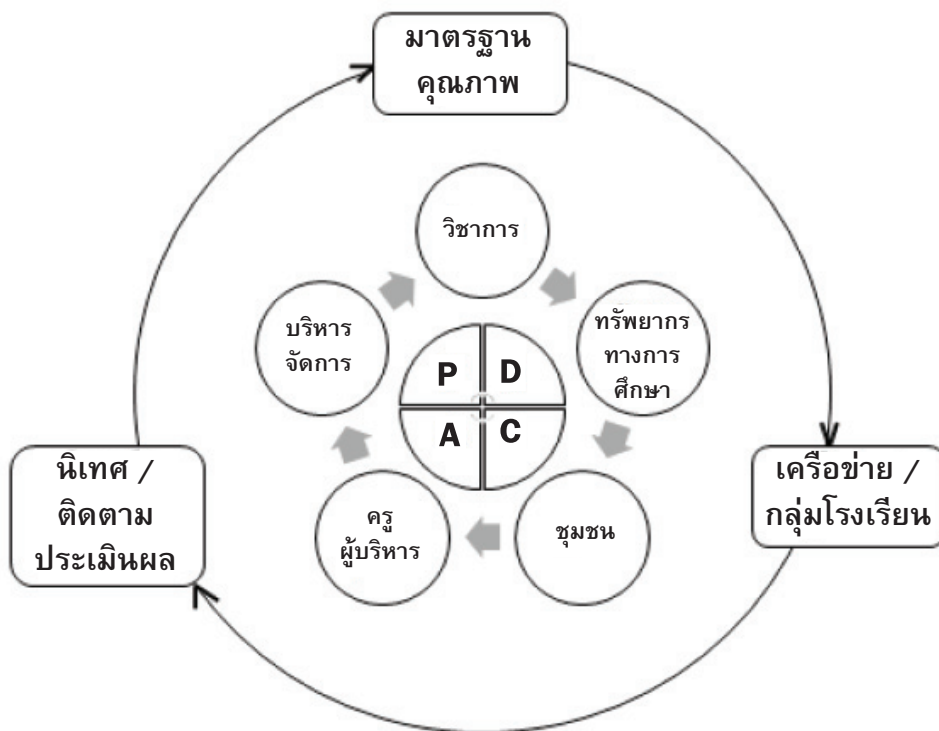 มาตรฐาน
คุณภาพ
วิชาการ
บริหาร
จัดการ
ทรัพยากร
ทางการ
ศึกษา
P D
A C
นิเทศ /
ติดตาม
ประเมินผล
เครือข่าย /
กลุ่มโรงเรียน
ครู
ผู้บริหาร
ชุมชน